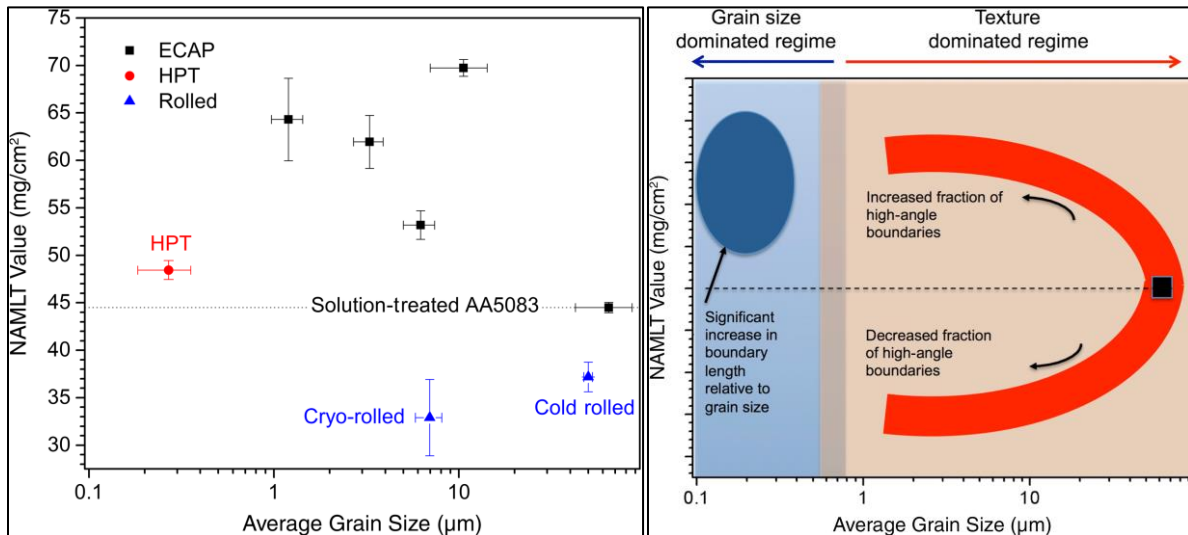 75
70
65
60
55
50
45
40
35
30
NAMLT Value (mg/cm²)
ECAP
HPT
Rolled
HPT
Solution-treated AA5083
Cryo-rolled
Cold rolled
0.1
1
10
Average Grain Size (µm)
Grain size
dominated regime
Texture
dominated regime
NAMLT Value (mg/cm²)
Increased fraction of
high-angle
boundaries
Significant
increase in
boundary
length
relative to
grain size
Decreased fraction
of high-angle
boundaries
0.1
1
10
Average Grain Size (µm)